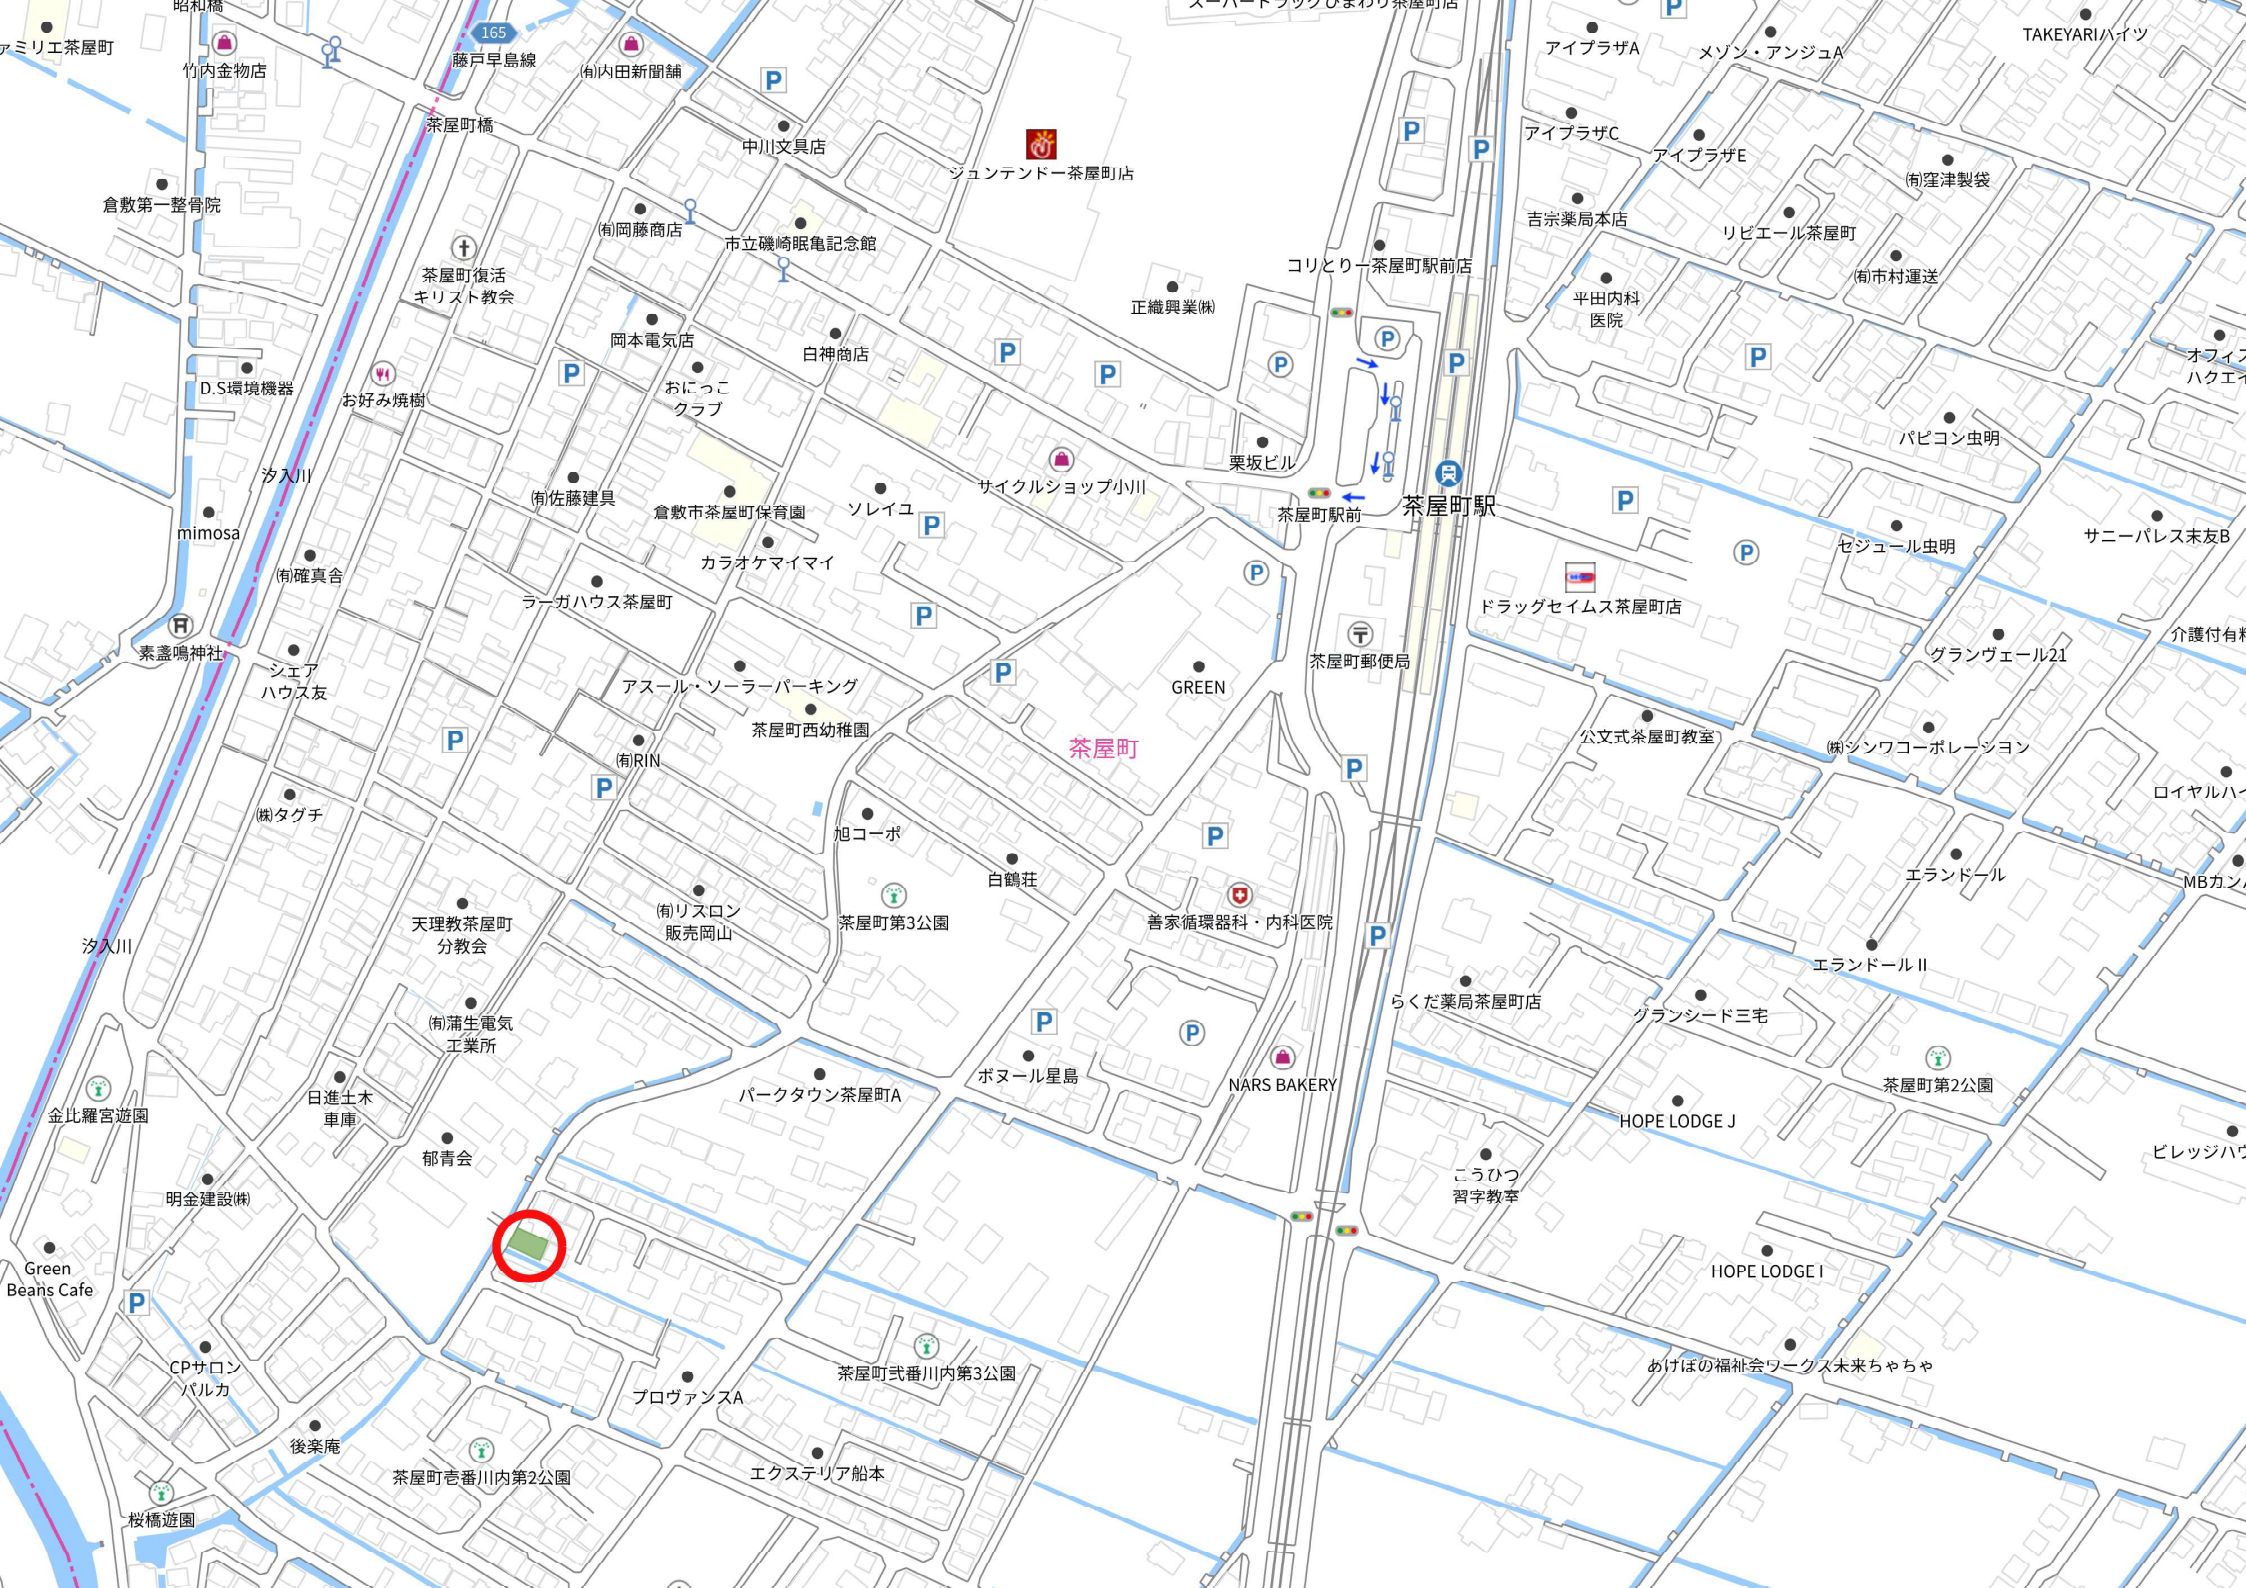 昭和橋
スーパードラッグひまわり茶屋町店
ァミリエ茶屋町
竹内金物店
165
藤戸早島線
㈲内田新聞舗
P
P
アイプラザA
メゾン・アンジュA
TAKEYARIハイツ
茶屋町橋
中川文具店
ジュンテンドー茶屋町店
P
P
アイプラザC
アイプラザE
㈲窪津製袋
倉敷第一整骨院
㈲岡藤商店
市立磯崎眠亀記念館
吉宗薬局本店
リビエール茶屋町
茶屋町復活
キリスト教会
コリとりー茶屋町駅前店
㈲市村運送
正織興業㈱
平田内科
医院
岡本電気店
白神商店
P
P
P
P
P
P
P
オフィス
ハクエイ
D.S環境機器
お好み焼樹
おにっこ
クラブ
パピコン虫明
栗坂ビル
汐入川
㈲佐藤建具
倉敷市茶屋町保育園
ソレイユ
P
サイクルショップ小川
茶屋町駅前
茶屋町駅
P
mimosa
セジュール虫明
サニーパレス末友B
カラオケマイマイ
P
P
㈲確真舎
ラーガハウス茶屋町
P
ドラッグセイムス茶屋町店
素盞鳴神社
シェア
ハウス友
茶屋町郵便局
グランヴェール21
介護付有料
アスール・ソーラーパーキング
P
GREEN
茶屋町西幼稚園
P
㈲RIN
P
茶屋町
P
公文式茶屋町教室
㈱シンワコーポレーション
㈱タグチ
旭コーポ
P
ロイヤルハイ
白鶴荘
エランドール
MBカンパ
天理教茶屋町
分教会
㈲リスロン
販売岡山
茶屋町第3公園
善家循環器科・内科医院
P
汐入川
エランドールⅡ
らくだ薬局茶屋町店
グランシード三宅
㈲蒲生電気
工業所
P
P
ボヌール星島
NARS BAKERY
茶屋町第2公園
金比羅宮遊園
日進土木
車庫
パークタウン茶屋町A
HOPE LODGE J
郁青会
こうひつ
習字教室
ビレッジハウ
明金建設㈱
Green
Beans Cafe
HOPE LODGE I
P
CPサロン
パルカ
プロヴァンスA
茶屋町弐番川内第3公園
あけぼの福祉会ワークス未来ちゃちゃ
後楽庵
茶屋町壱番川内第2公園
エクステリア船本
桜橋遊園